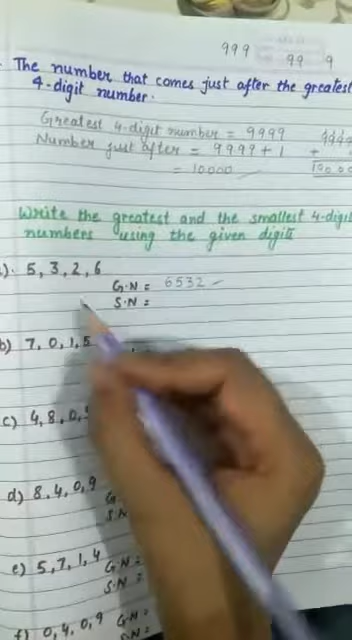 999 99 9
The number that comes just after the greatest
4-digit number.
Greatest 4-digit number = 9999
Number just after = 9999 + 1
= 10000
9999
+
10000
Write the greatest and the smallest 4-digit
numbers using the given digits
). 5, 3, 2, 6
G.N = 6532
S.N =
b) 7, 0, 1, 5
c) 4, 8, 0,
d) 8, 4, 0, 9
S.N
e) 5, 7, 1, 4
G.N =
S.N =
f) 0, 4, 0, 9
G.N =
S.N =